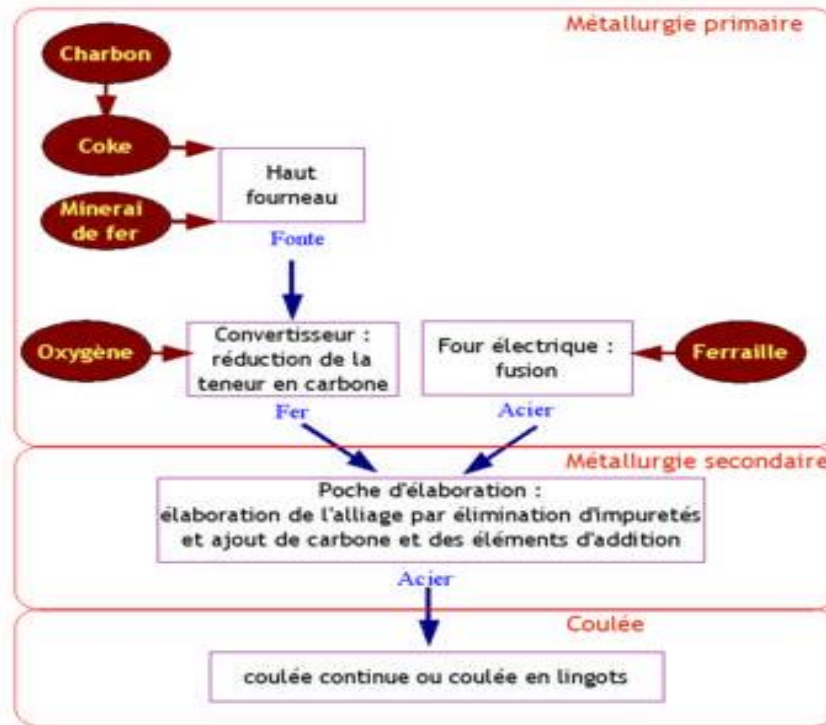 Métallurgie primaire
Charbon
Coke
Haut
fourneau
Minerai
de fer
Fonte
Oxygène
Convertisseur :
réduction de la
teneur en carbone
Four électrique :
fusion
Ferraille
Fer
Acier
Métallurgie secondaire
Poche d'élaboration :
élaboration de l'alliage par élimination d'impuretés
et ajout de carbone et des éléments d'addition
Acier
Coulée
coulée continue ou coulée en lingots